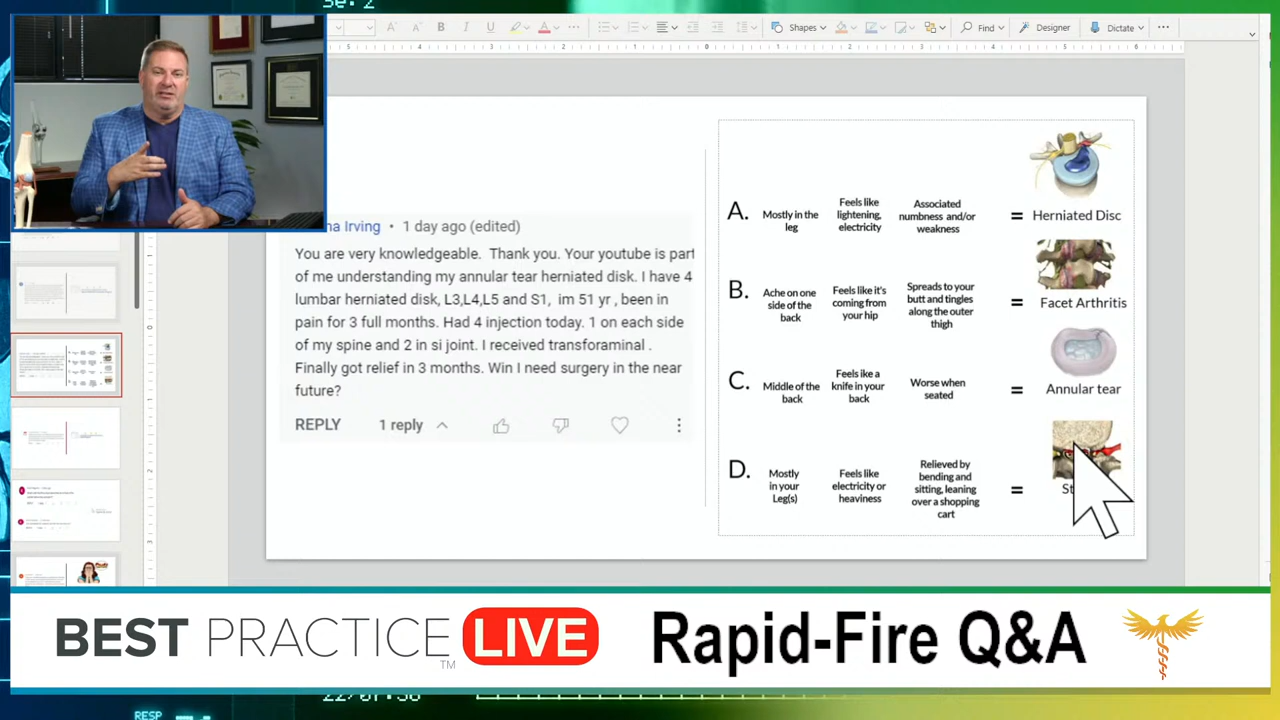 Shapes
Find
Designer
Dictate
na Irving • 1 day ago (edited)
You are very knowledgeable. Thank you. Your youtube is part
of me understanding my annular tear herniated disk. I have 4
lumbar herniated disk, L3,L4,L5 and S1, im 51 yr , been in
pain for 3 full months. Had 4 injection today. 1 on each side
of my spine and 2 in si joint. I received transforaminal .
Finally got relief in 3 months. Win I need surgery in the near
future?
REPLY 1 reply
A.
Mostly in the
leg
Feels like
lightening,
electricity
Associated
numbness and/or
weakness
= Herniated Disc
B.
Ache on one
side of the
back
Feels like it's
coming from
your hip
Spreads to your
butt and tingles
along the outer
thigh
= Facet Arthritis
C.
Middle of the
back
Feels like a
knife in your
back
Worse when
seated
= Annular tear
D.
Mostly
in your
Leg(s)
Feels like
electricity or
heaviness
Relieved by
bending and
sitting, leaning
over a shopping
cart
= St
BEST PRACTICE LIVE
TM
Rapid-Fire Q&A
RESP